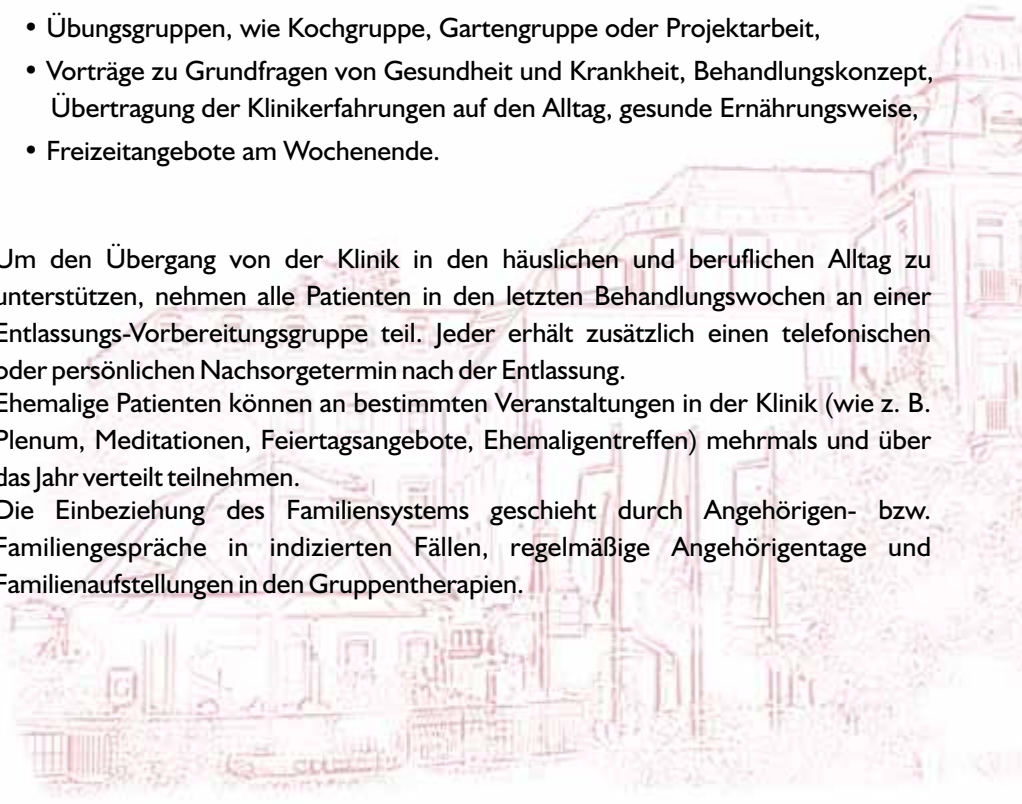 • Übungsgruppen, wie Kochgruppe, Gartengruppe oder Projektarbeit,
• Vorträge zu Grundfragen von Gesundheit und Krankheit, Behandlungskonzept,
Übertragung der Klinikerfahrungen auf den Alltag, gesunde Ernährungsweise,
• Freizeitangebote am Wochenende.
Um den Übergang von der Klinik in den häuslichen und beruflichen Alltag zu
unterstützen, nehmen alle Patienten in den letzten Behandlungswochen an einer
Entlassungs-Vorbereitungsgruppe teil. Jeder erhält zusätzlich einen telefonischen
oder persönlichen Nachsorgetermin nach der Entlassung.
Ehemalige Patienten können an bestimmten Veranstaltungen in der Klinik (wie z. B.
Plenum, Meditationen, Feiertagsangebote, Ehemaligentreffen) mehrmals und über
das Jahr verteilt teilnehmen.
Die Einbeziehung des Familiensystems geschieht durch Angehörigen- bzw.
Familiengespräche in indizierten Fällen, regelmäßige Angehörigentage und
Familienaufstellungen in den Gruppentherapien.